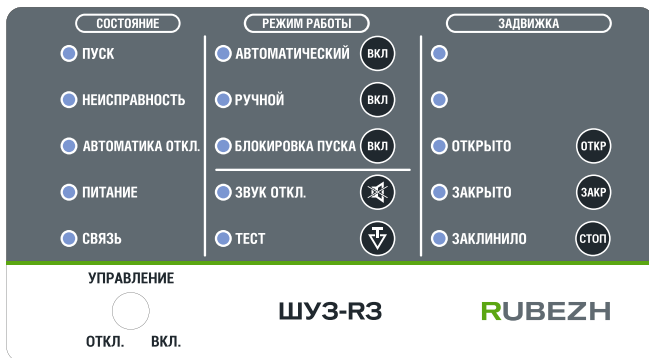 СОСТОЯНИЕ
ПУСК
НЕИСПРАВНОСТЬ
АВТОМАТИКА ОТКЛ.
ПИТАНИЕ
СВЯЗЬ
РЕЖИМ РАБОТЫ
АВТОМАТИЧЕСКИЙ ВКЛ
РУЧНОЙ ВКЛ
БЛОКИРОВКА ПУСКА ВКЛ
ЗВУК ОТКЛ.
ТЕСТ
ЗАДВИЖКА
ОТКРЫТО ОТКР
ЗАКРЫТО ЗАКР
ЗАКЛИНИЛО СТОП
УПРАВЛЕНИЕ
ОТКЛ. ВКЛ.
ШУЗ-R3
RUBEZH